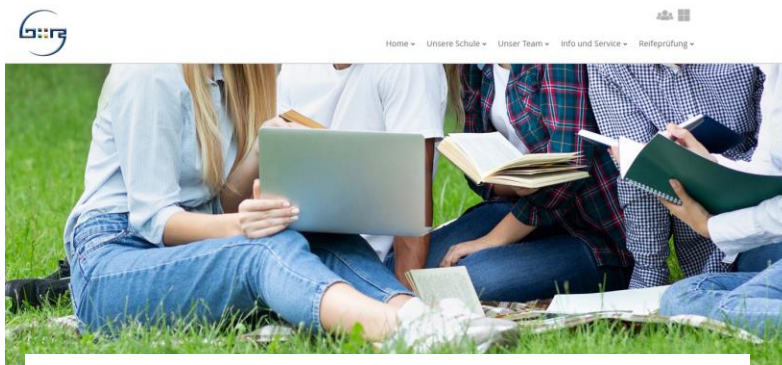 Home
Unsere Schule
Unser Team
Info und Service
Reifeprüfung